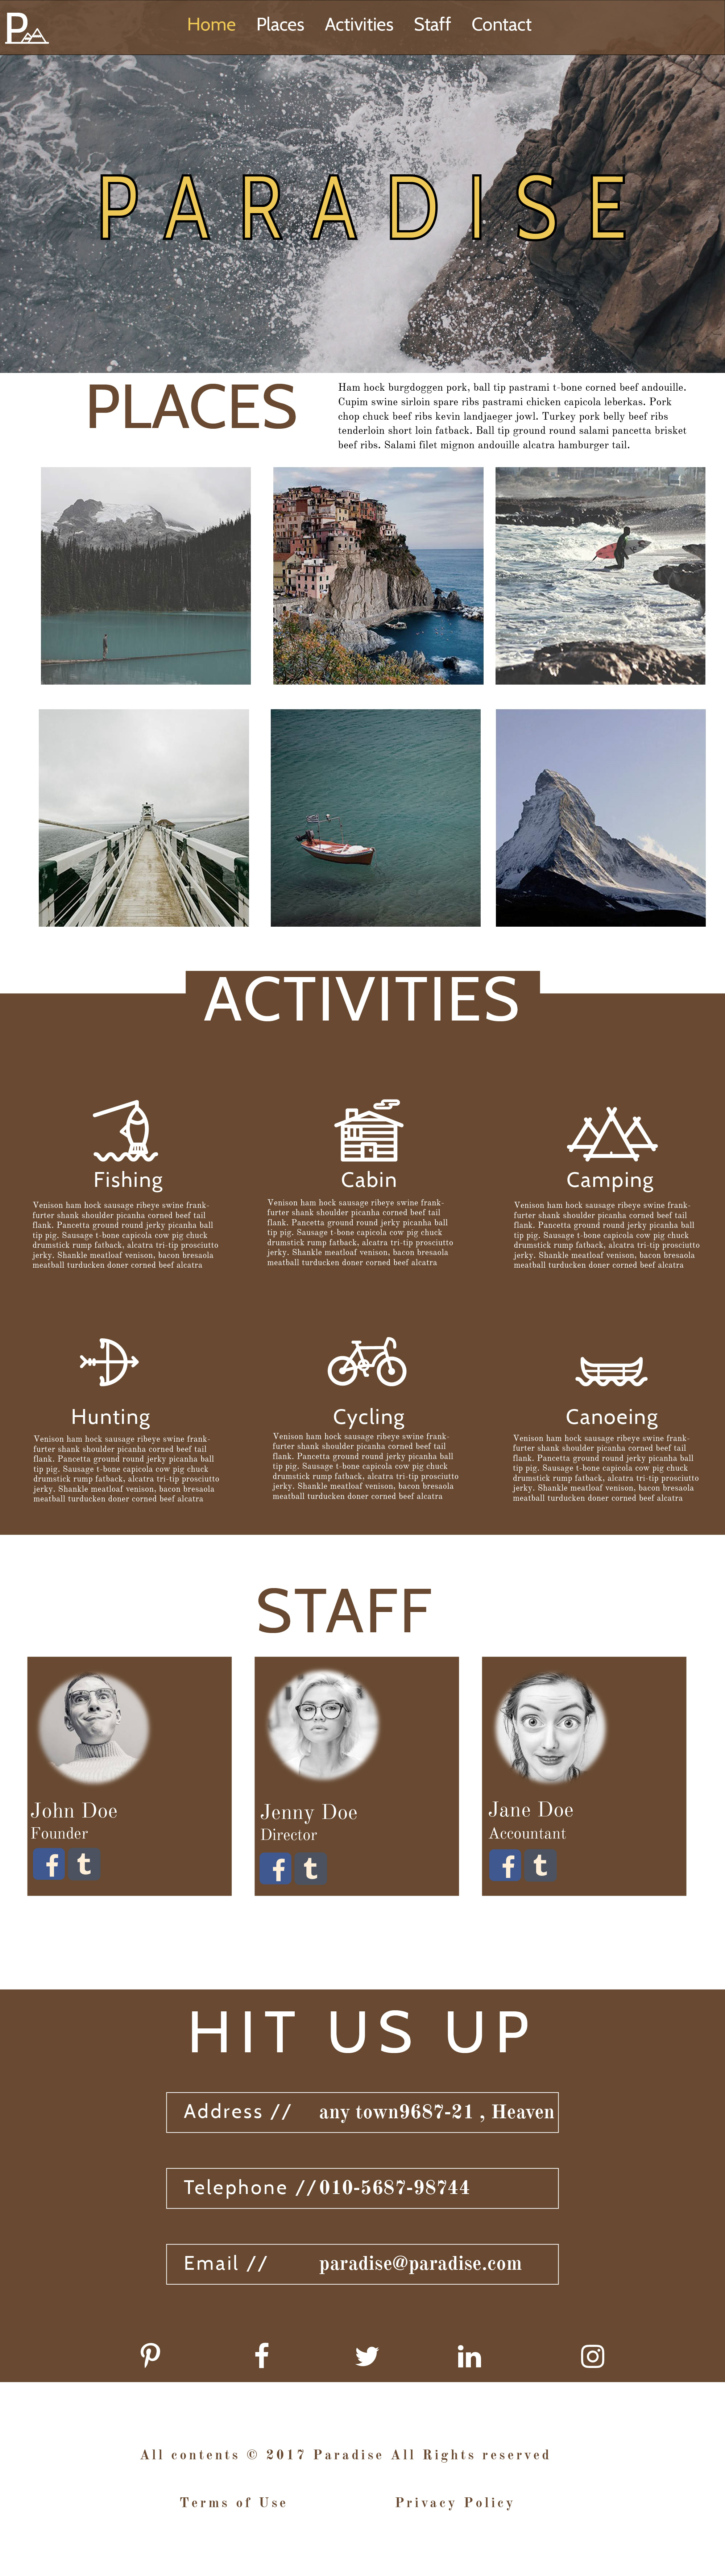 P
Home Places Activities Staff Contact
PARADISE
PLACES
Ham hock burgdoggen pork, ball tip pastrami t-bone corned beef andouille.
Cupim swine sirloin spare ribs pastrami chicken capicola leberkas. Pork
chop chuck beef ribs kevin landjaeger jowl. Turkey pork belly beef ribs
tenderloin short loin fatback. Ball tip ground round salami pancetta brisket
beef ribs. Salami filet mignon andouille alcatra hamburger tail.
ACTIVITIES
Fishing
Venison ham hock sausage ribeye swine frank-
furter shank shoulder picanha corned beef tail
flank. Pancetta ground round jerky picanha ball
tip pig. Sausage t-bone capicola cow pig chuck
drumstick rump fatback, alcatra tri-tip prosciutto
jerky. Shankle meatloaf venison, bacon bresaola
meatball turducken doner corned beef alcatra
Cabin
Venison ham hock sausage ribeye swine frank-
furter shank shoulder picanha corned beef tail
flank. Pancetta ground round jerky picanha ball
tip pig. Sausage t-bone capicola cow pig chuck
drumstick rump fatback, alcatra tri-tip prosciutto
jerky. Shankle meatloaf venison, bacon bresaola
meatball turducken doner corned beef alcatra
Camping
Venison ham hock sausage ribeye swine frank-
furter shank shoulder picanha corned beef tail
flank. Pancetta ground round jerky picanha ball
tip pig. Sausage t-bone capicola cow pig chuck
drumstick rump fatback, alcatra tri-tip prosciutto
jerky. Shankle meatloaf venison, bacon bresaola
meatball turducken doner corned beef alcatra
Hunting
Venison ham hock sausage ribeye swine frank-
furter shank shoulder picanha corned beef tail
flank. Pancetta ground round jerky picanha ball
tip pig. Sausage t-bone capicola cow pig chuck
drumstick rump fatback, alcatra tri-tip prosciutto
jerky. Shankle meatloaf venison, bacon bresaola
meatball turducken doner corned beef alcatra
Cycling
Venison ham hock sausage ribeye swine frank-
furter shank shoulder picanha corned beef tail
flank. Pancetta ground round jerky picanha ball
tip pig. Sausage t-bone capicola cow pig chuck
drumstick rump fatback, alcatra tri-tip prosciutto
jerky. Shankle meatloaf venison, bacon bresaola
meatball turducken doner corned beef alcatra
Canoeing
Venison ham hock sausage ribeye swine frank-
furter shank shoulder picanha corned beef tail
flank. Pancetta ground round jerky picanha ball
tip pig. Sausage t-bone capicola cow pig chuck
drumstick rump fatback, alcatra tri-tip prosciutto
jerky. Shankle meatloaf venison, bacon bresaola
meatball turducken doner corned beef alcatra
STAFF
John Doe
Founder
f t
Jenny Doe
Director
f t
Jane Doe
Accountant
f t
HIT US UP
Address // any town9687-21 , Heaven
Telephone // 010-5687-98744
Email // paradise@paradise.com
f in
All contents © 2017 Paradise All Rights reserved
Terms of Use Privacy Policy